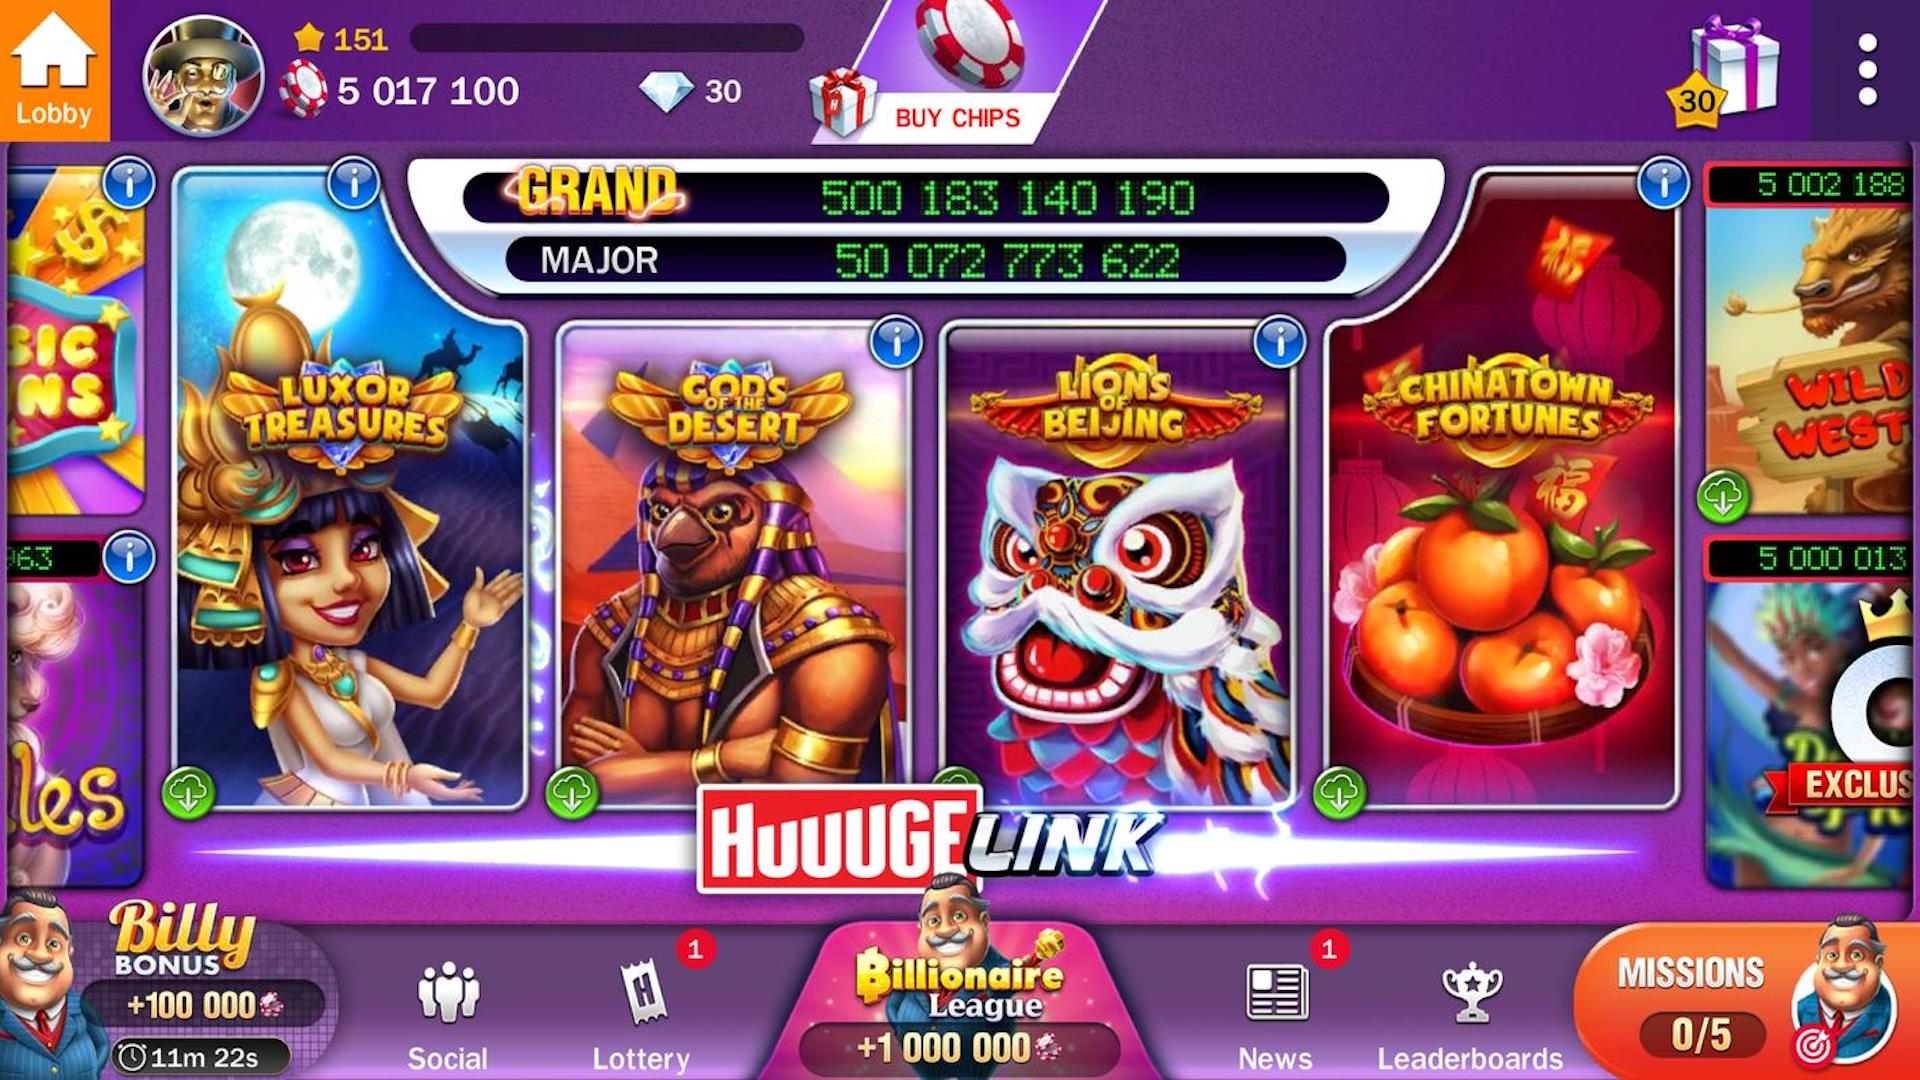 Lobby
151
5 017 100
30
BUY CHIPS
30
GRAND 500 183 140 190
MAJOR 50 072 773 622
5 002 188
LUXOR
TREASURES
GODS
OF THE
DESERT
LIONS
OF
BEIJING
CHINATOWN
FORTUNES
福
福
WILD
WEST
963
5 000 013
les
EXCLUS
HUUUGE LINK
Billy
BONUS
+100 000
11m 22s
Social
1
Lottery
Billionaire
League
+1 000 000
1
News
Leaderboards
MISSIONS
0/5